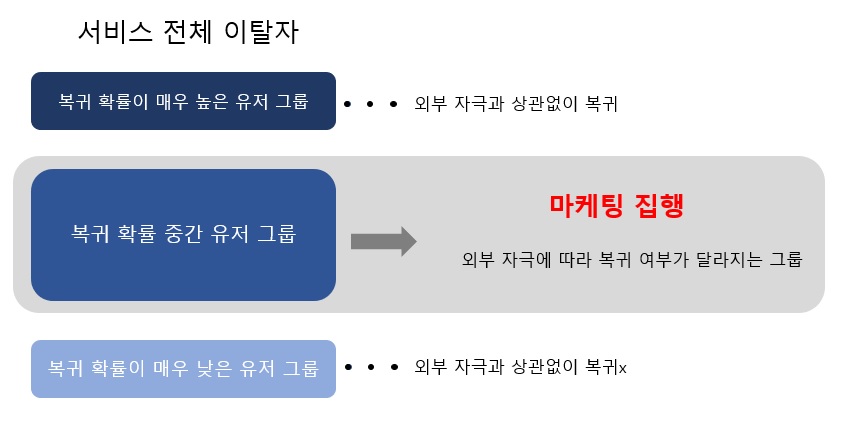 서비스 전체 이탈자
복귀 확률이 매우 높은 유저 그룹
외부 자극과 상관없이 복귀
복귀 확률 중간 유저 그룹
마케팅 집행
외부 자극에 따라 복귀 여부가 달라지는 그룹
복귀 확률이 매우 낮은 유저 그룹
외부 자극과 상관없이 복귀x